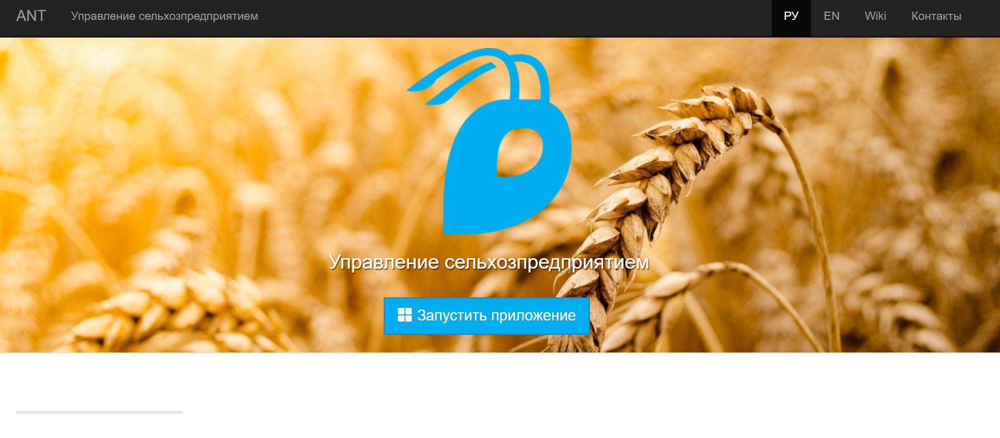 ANT Управление сельхозпредприятием РУ EN Wiki Контакты
Управление сельхозпредприятием
Запустить приложение